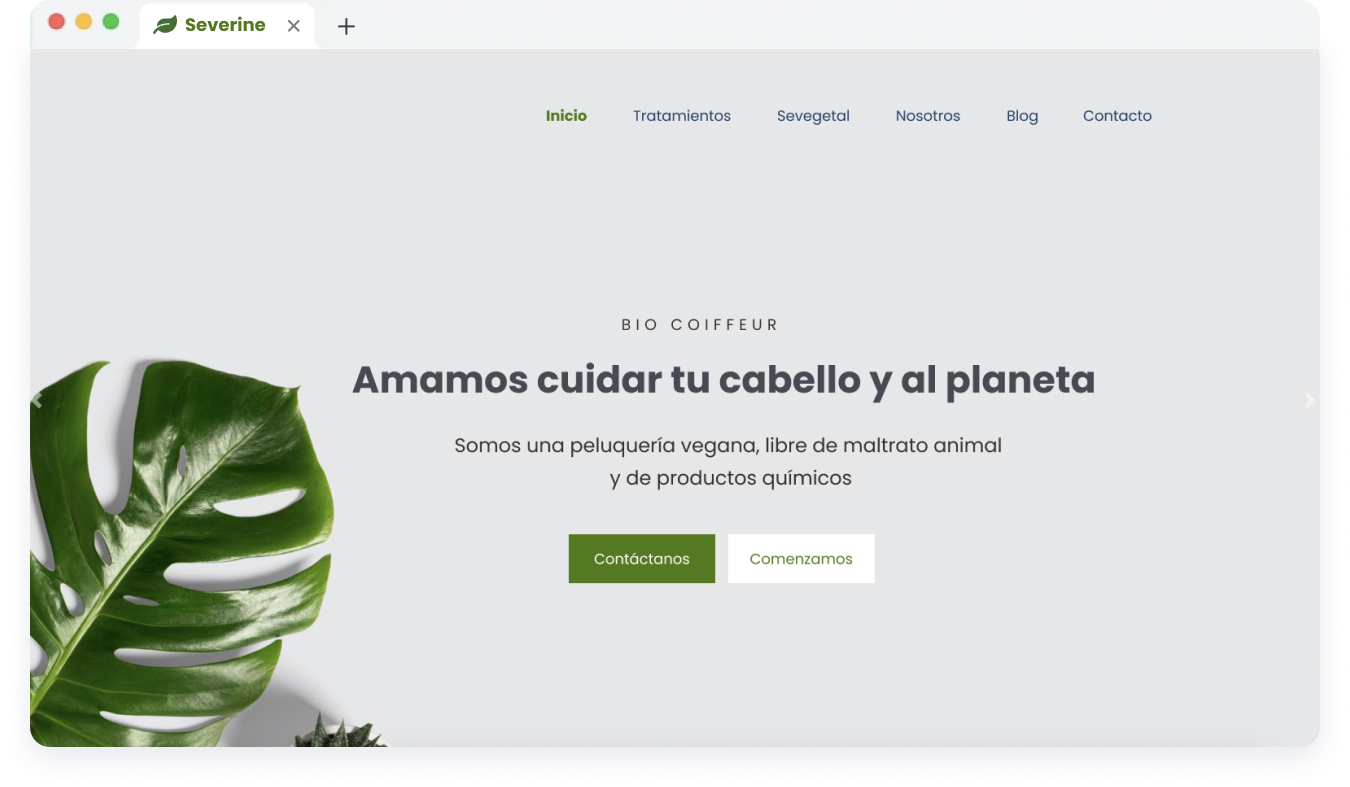 Severine
Inicio Tratamientos Sevegetal Nosotros Blog Contacto
BIO COIFFEUR
Amamos cuidar tu cabello y al planeta
Somos una peluquería vegana, libre de maltrato animal
y de productos químicos
Contáctanos Comenzamos